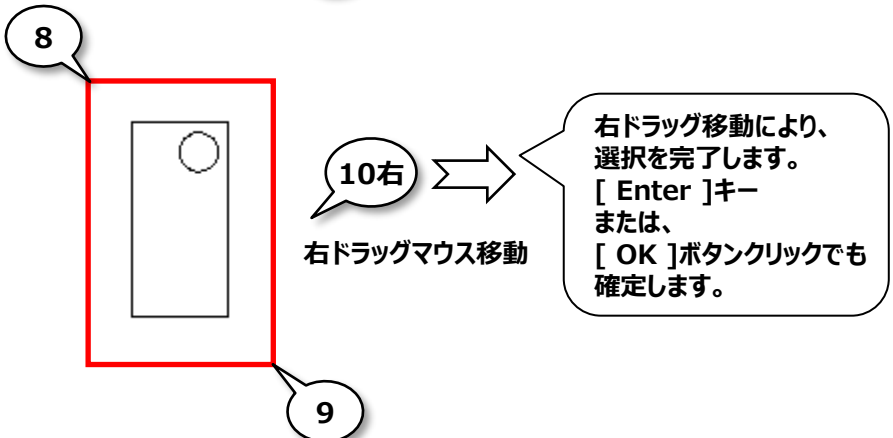 8
10右
右ドラッグマウス移動
右ドラッグ移動により、
選択を完了します。
[ Enter ]キー
または、
[ OK ]ボタンクリックでも
確定します。
9